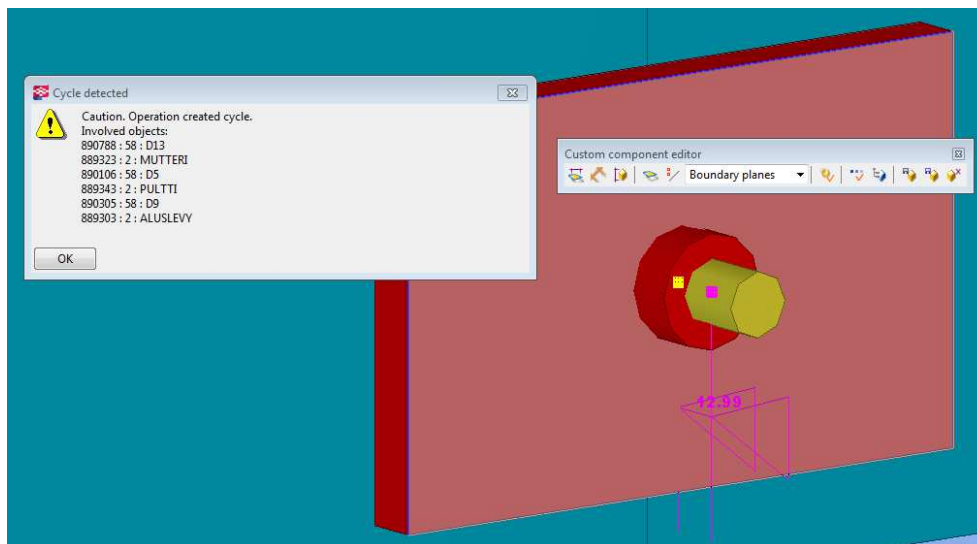 Cycle detected
Caution. Operation created cycle.
Involved objects:
890788 : 58 : D13
889323 : 2 : MUTTERI
890106 : 58 : D5
889343 : 2 : PULTTI
890305 : 58 : D9
889303 : 2 : ALUSLEVY
OK
Custom component editor
Boundary planes
12.99